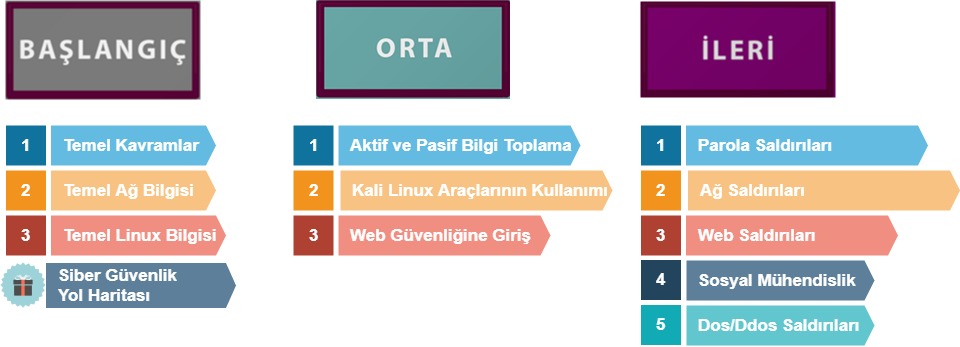 BAŞLANGIÇ
1 Temel Kavramlar
2 Temel Ağ Bilgisi
3 Temel Linux Bilgisi
Siber Güvenlik
Yol Haritası
ORTA
1 Aktif ve Pasif Bilgi Toplama
2 Kali Linux Araçlarının Kullanımı
3 Web Güvenliğine Giriş
İLERİ
1 Parola Saldırıları
2 Ağ Saldırıları
3 Web Saldırıları
4 Sosyal Mühendislik
5 Dos/Ddos Saldırıları